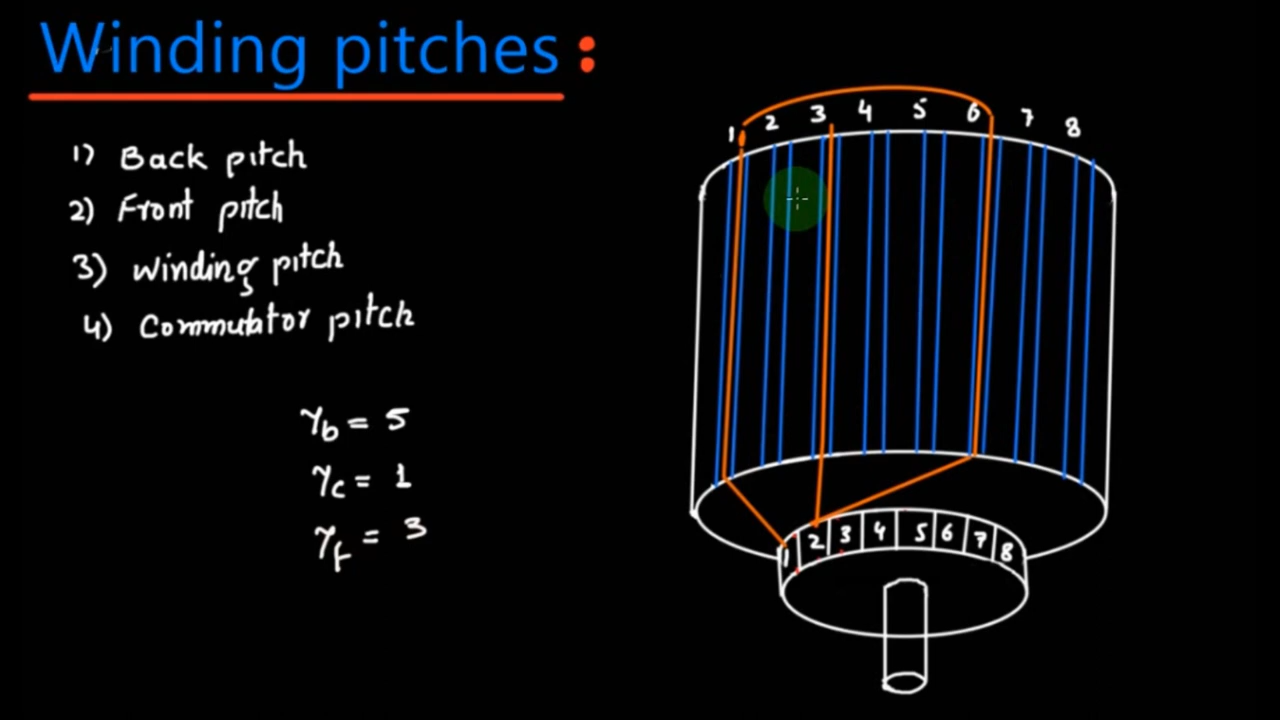 Winding pitches:
1) Back pitch
2) Front pitch
3) Winding pitch
4) Commutator pitch
Yb = 5
Yc = 1
Yf = 3
1 2 3 4 5 6 7 8
1 2 3 4 5 6 7 8